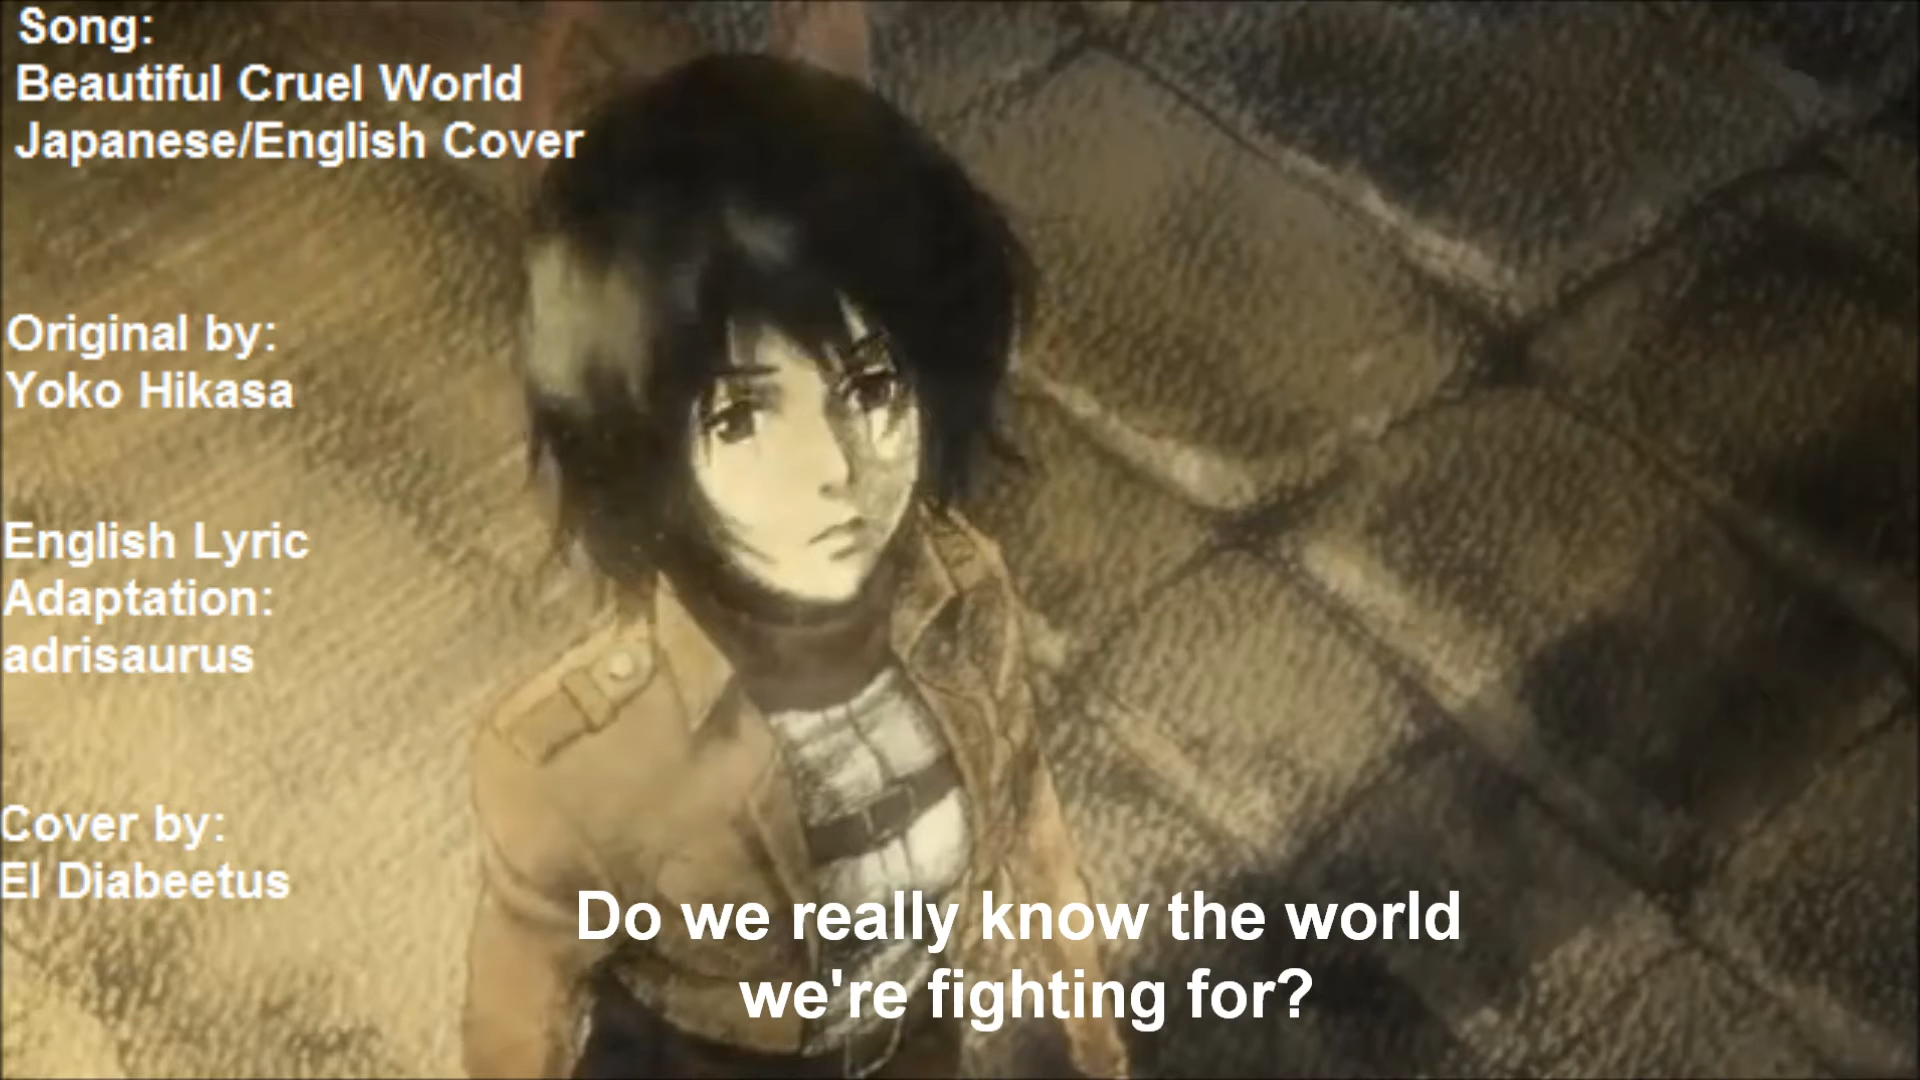 Song:
Beautiful Cruel World
Japanese/English Cover
Original by:
Yoko Hikasa
English Lyric
Adaptation:
adrisaurus
Cover by:
El Diabeetus
Do we really know the world
we're fighting for?